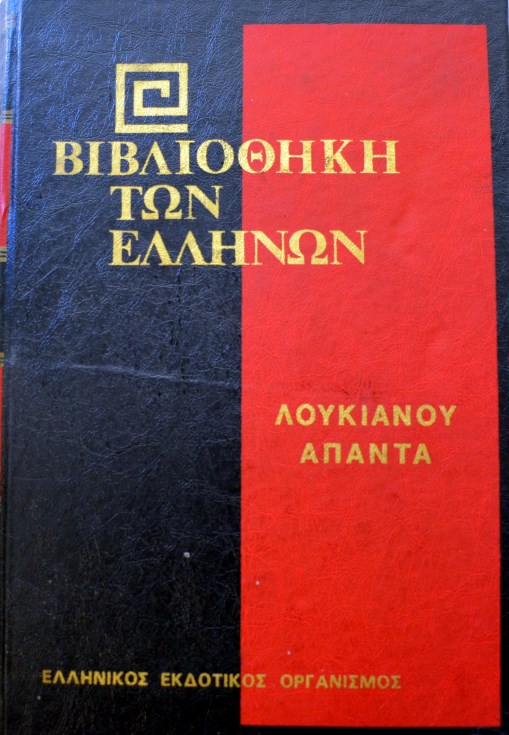 ΒΙΒΛΙΟΘΗΚΗ
ΤΩΝ
ΕΛΛΗΝΩΝ
ΛΟΥΚΙΑΝΟΥ
ΑΠΑΝΤΑ
ΕΛΛΗΝΙΚΟΣ ΕΚΔΟΤΙΚΟΣ ΟΡΓΑΝΙΣΜΟΣ